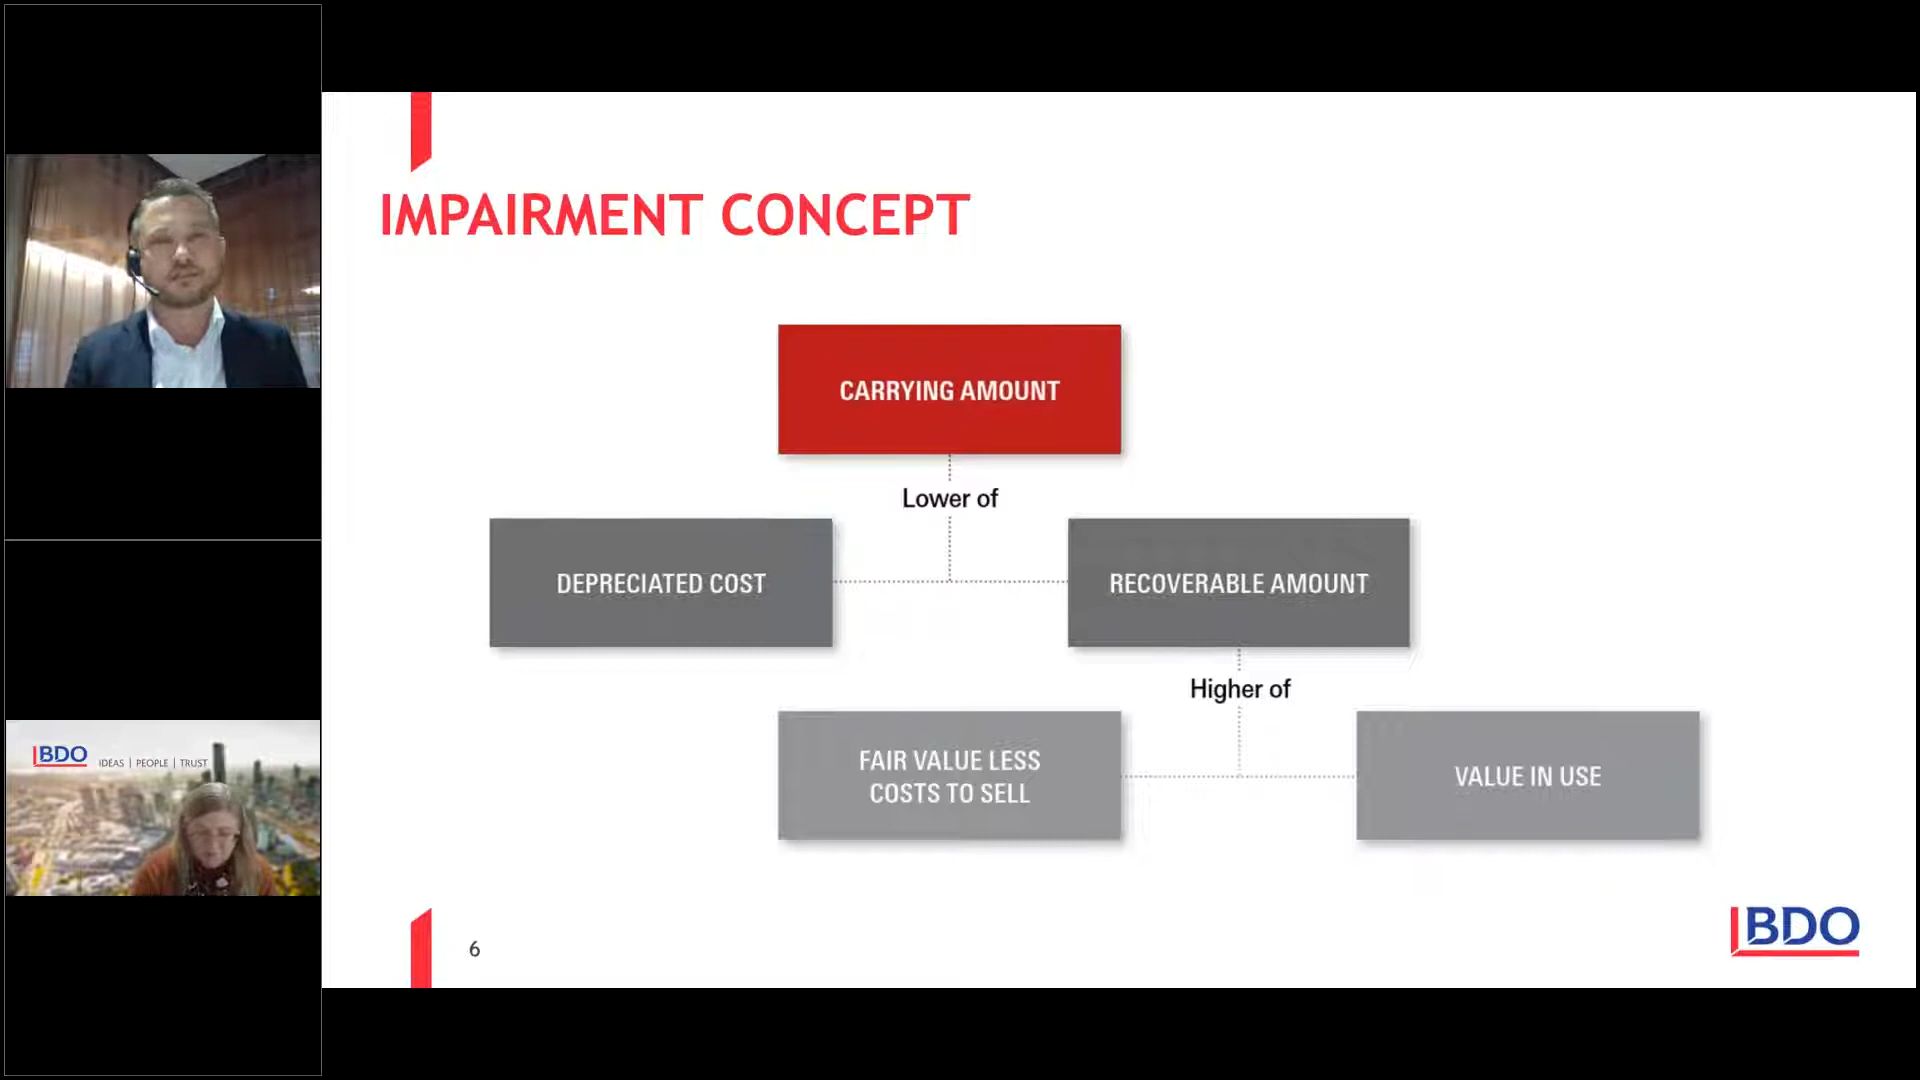 IMPAIRMENT CONCEPT
CARRYING AMOUNT
Lower of
DEPRECIATED COST
RECOVERABLE AMOUNT
Higher of
FAIR VALUE LESS
COSTS TO SELL
VALUE IN USE
6
BDO
BDO IDEAS | PEOPLE | TRUST